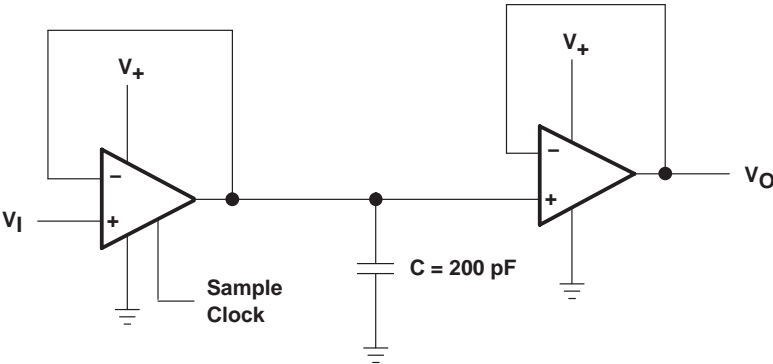 V+
V+
−
−
VO
+
+
VI
C = 200 pF
Sample
Clock